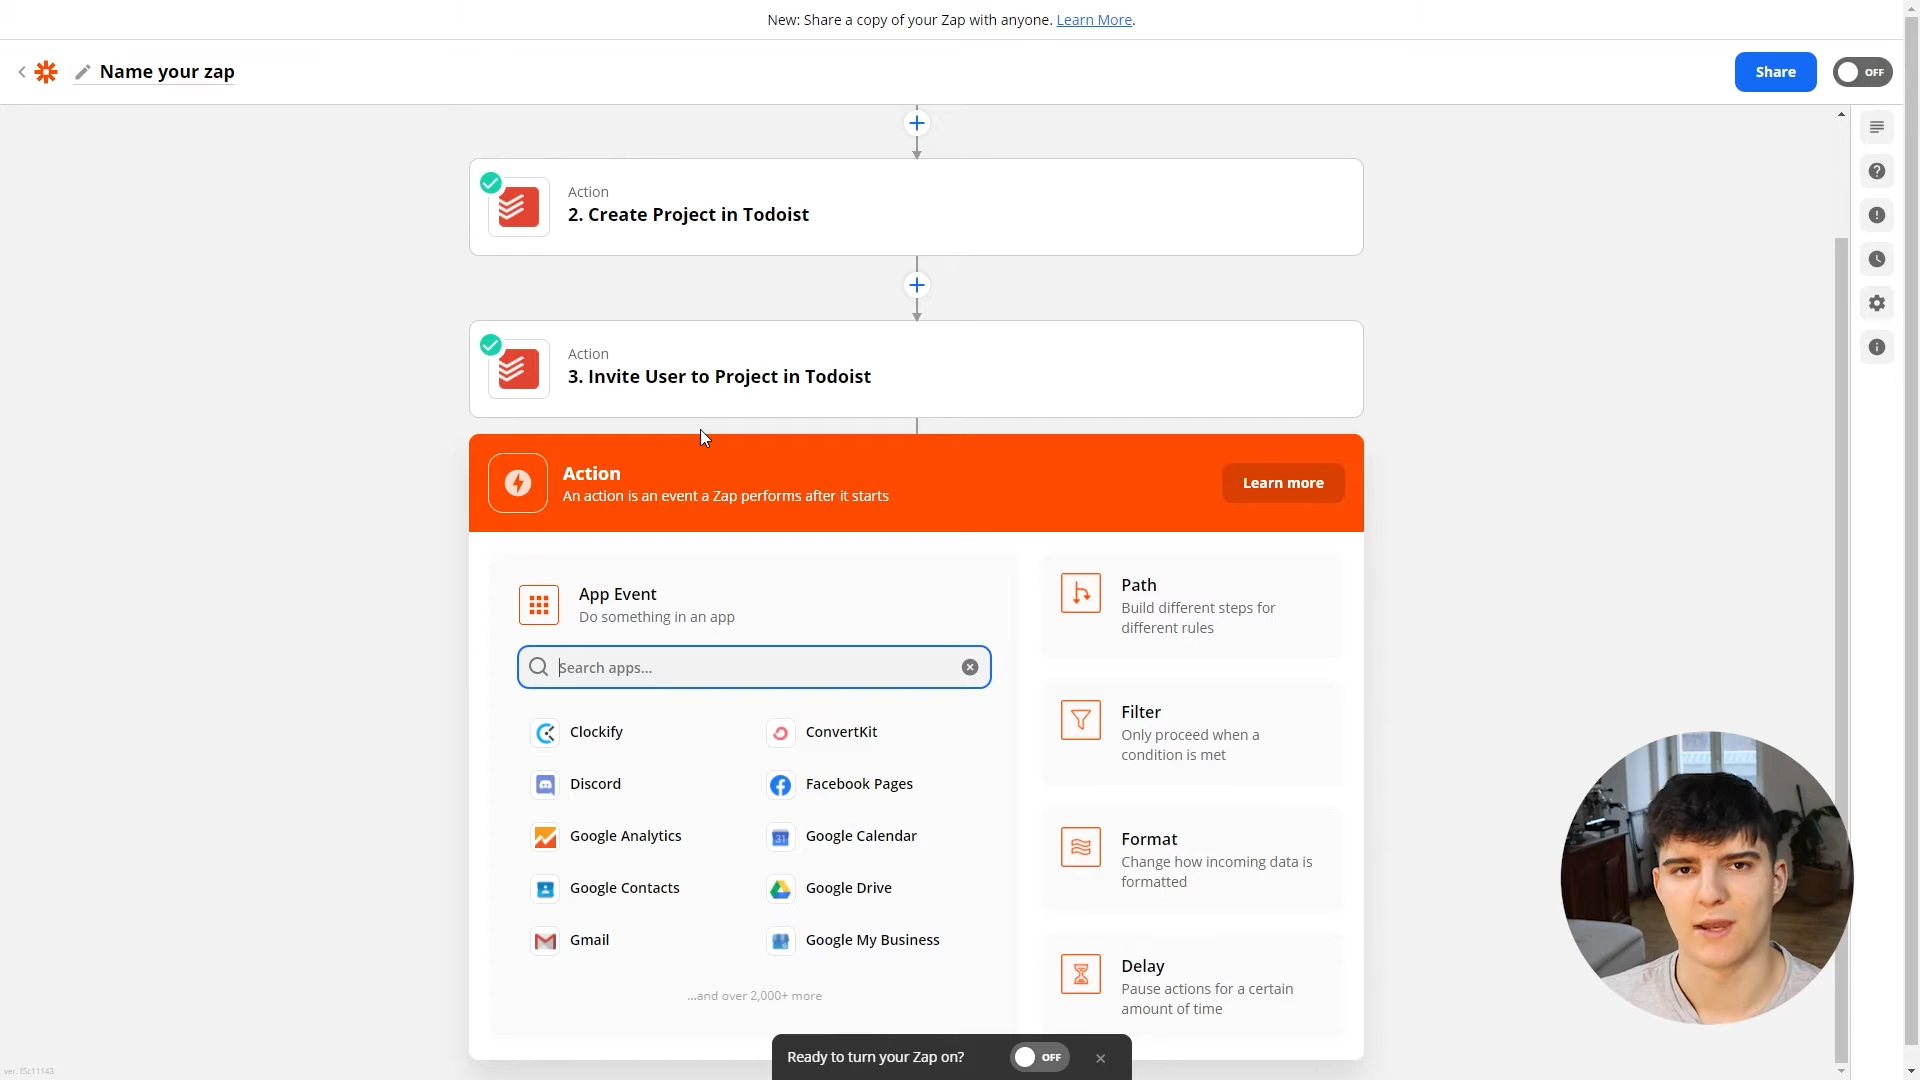 New: Share a copy of your Zap with anyone. Learn More.
Name your zap
Share
OFF
Action
2. Create Project in Todoist
Action
3. Invite User to Project in Todoist
Action
An action is an event a Zap performs after it starts
Learn more
App Event
Do something in an app
Search apps...
Clockify
ConvertKit
Discord
Facebook Pages
Google Analytics
31
Google Calendar
Google Contacts
Google Drive
Gmail
Google My Business
...and over 2,000+ more
Path
Build different steps for
different rules
Filter
Only proceed when a
condition is met
Format
Change how incoming data is
formatted
Delay
Pause actions for a certain
amount of time
Ready to turn your Zap on?
OFF
ver. f5c11143